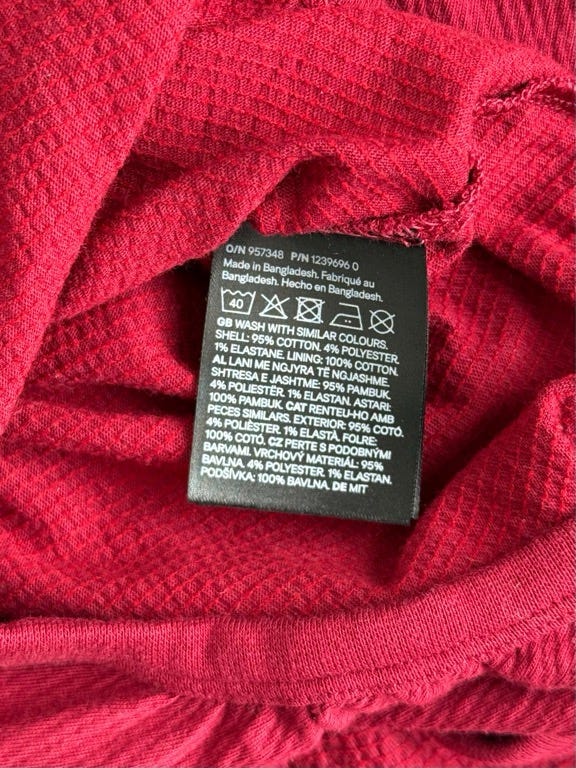 O/N 957348 P/N 1239696 0
Made in Bangladesh. Fabriqué au
Bangladesh. Hecho en Bangladesh.
40
GB WASH WITH SIMILAR COLOURS.
SHELL: 95% COTTON. 4% POLYESTER.
1% ELASTANE. LINING: 100% COTTON.
AL LANI ME NGJYRA TË NGJASHME.
SHTRESA E JASHTME: 95% PAMBUK.
4% POLIESTËR. 1% ELASTAN. ASTARI:
100% PAMBUK. CAT RENTEU-HO AMB
PECES SIMILARS. EXTERIOR: 95% COTÓ.
4% POLIÈSTER. 1% ELASTÀ. FOLRE:
100% COTÓ. CZ PERTE S PODOBNÝMI
BARVAMI. VRCHOVÝ MATERIÁL: 95%
BAVLNA. 4% POLYESTER. 1% ELASTAN.
PODŠÍVKA: 100% BAVLNA. DE MIT